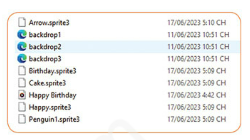 Arrow.sprite3 17/06/2023 5:10 CH
backdrop1 11/06/2023 10:51 CH
backdrop2 11/06/2023 10:51 CH
backdrop3 11/06/2023 10:51 CH
Birthday.sprite3 17/06/2023 5:09 CH
Cake.sprite3 17/06/2023 5:09 CH
Happy Birthday 17/06/2023 4:42 CH
Happy.sprite3 17/06/2023 5:09 CH
Penguin1.sprite3 17/06/2023 5:09 CH